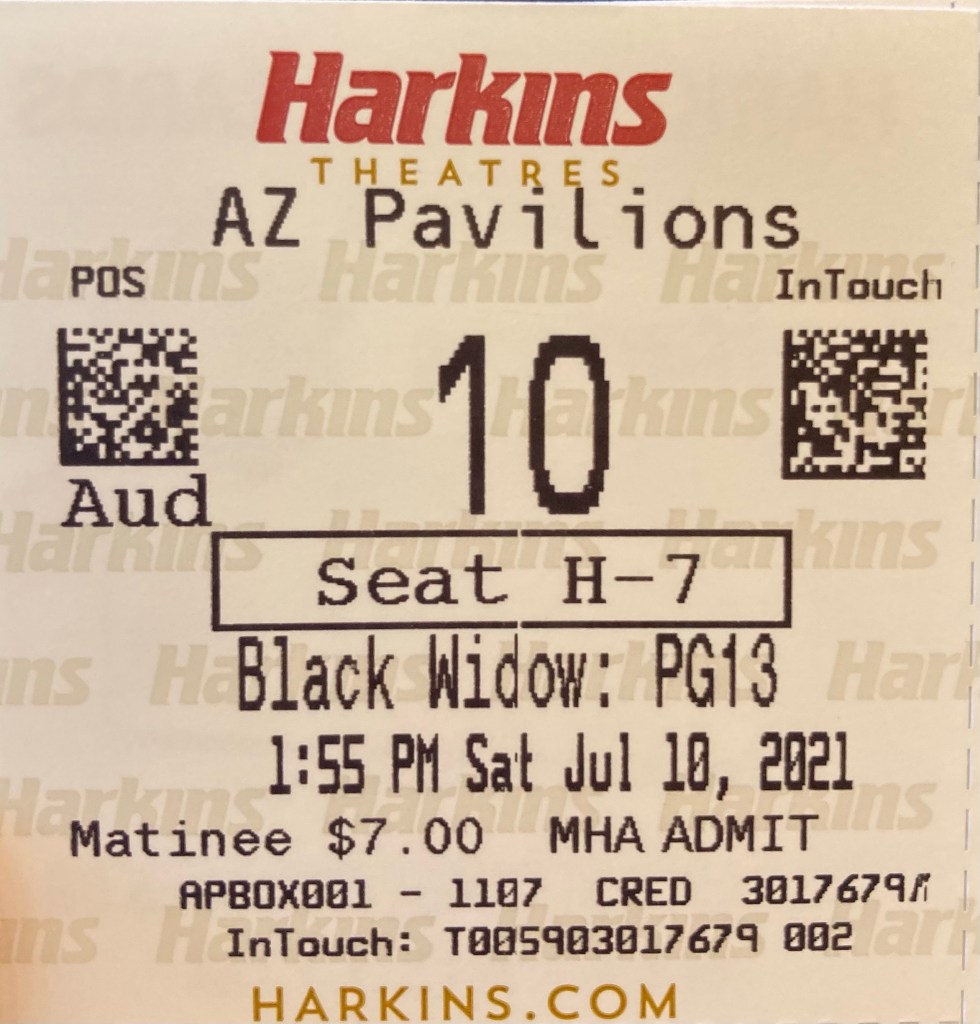 Harkins
THEATRES
AZ Pavilions
POS InTouch
10
Aud
Seat H-7
Black Widow: PG13
1:55 PM Sat Jul 10, 2021
Matinee $7.00 MHA ADMIT
APBOX001 - 1107 CRED 3017679
InTouch: T005903017679 002
HARKINS.COM